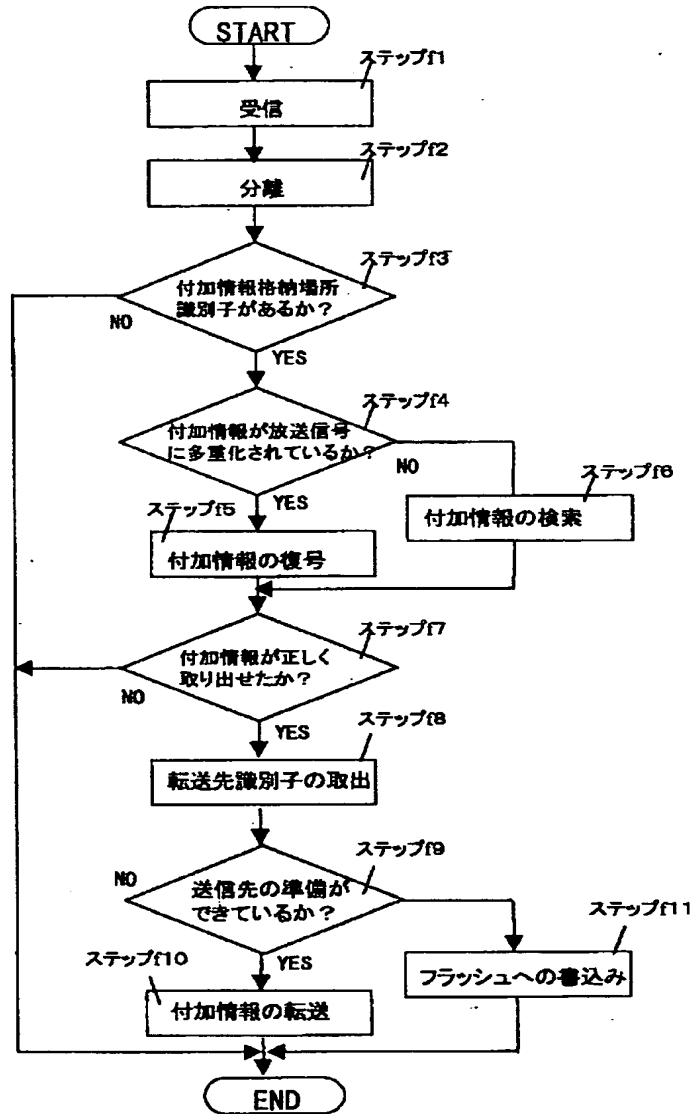 START
ステップf1
受信
ステップf2
分離
ステップf3
付加情報格納場所
識別子があるか？
NO
YES
ステップf4
付加情報が放送信号
に多重化されているか？
NO
YES
ステップf5
付加情報の復号
ステップf6
付加情報の検索
ステップf7
付加情報が正しく
取り出せたか？
NO
YES
ステップf8
転送先識別子の取出
ステップf9
NO
送信先の準備が
できているか？
YES
ステップf10
付加情報の転送
ステップf11
フラッシュへの書込み
END